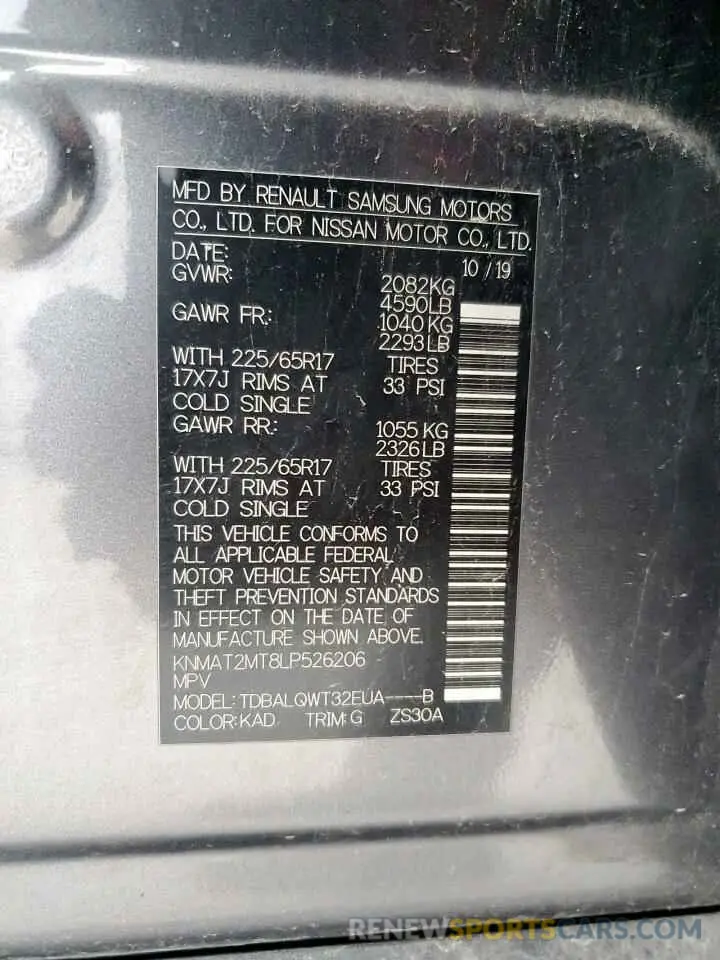 MFD BY RENAULT SAMSUNG MOTORS
CO., LTD. FOR NISSAN MOTOR CO., LTD.
DATE: 10 / 19
GVWR: 2082KG
4590LB
GAWR FR: 1040KG
2293LB
WITH 225/65R17 TIRES
17X7J RIMS AT 33 PSI
COLD SINGLE
GAWR RR: 1055KG
2326LB
WITH 225/65R17 TIRES
17X7J RIMS AT 33 PSI
COLD SINGLE
THIS VEHICLE CONFORMS TO
ALL APPLICABLE FEDERAL
MOTOR VEHICLE SAFETY AND
THEFT PREVENTION STANDARDS
IN EFFECT ON THE DATE OF
MANUFACTURE SHOWN ABOVE.
KNMAT2MT8LP526206
MPV
MODEL: TDBALQWT32EUA----B
COLOR: KAD TRIM: G ZS30A
RENEWSPORTSCARS.COM